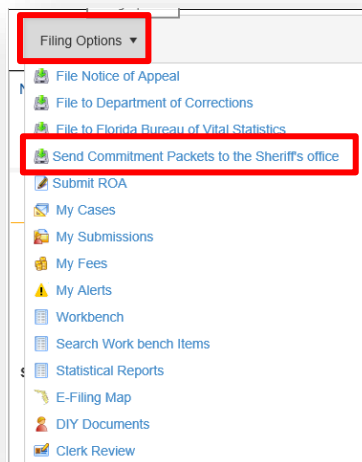 Filing Options ▼
File Notice of Appeal
File to Department of Corrections
File to Florida Bureau of Vital Statistics
Send Commitment Packets to the Sheriff's office
Submit ROA
My Cases
My Submissions
My Fees
My Alerts
Workbench
Search Work bench Items
Statistical Reports
E-Filing Map
DIY Documents
Clerk Review